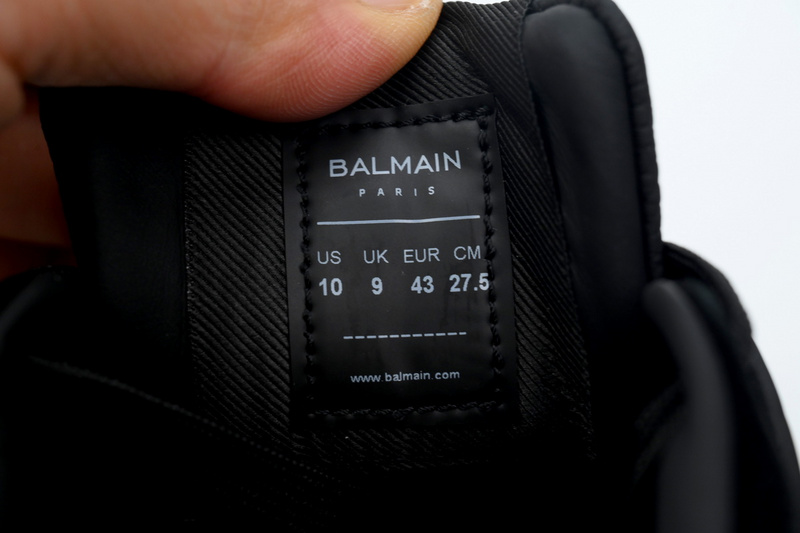 BALMAIN
PARIS
US UK EUR CM
10 9 43 27.5
www.balmain.com